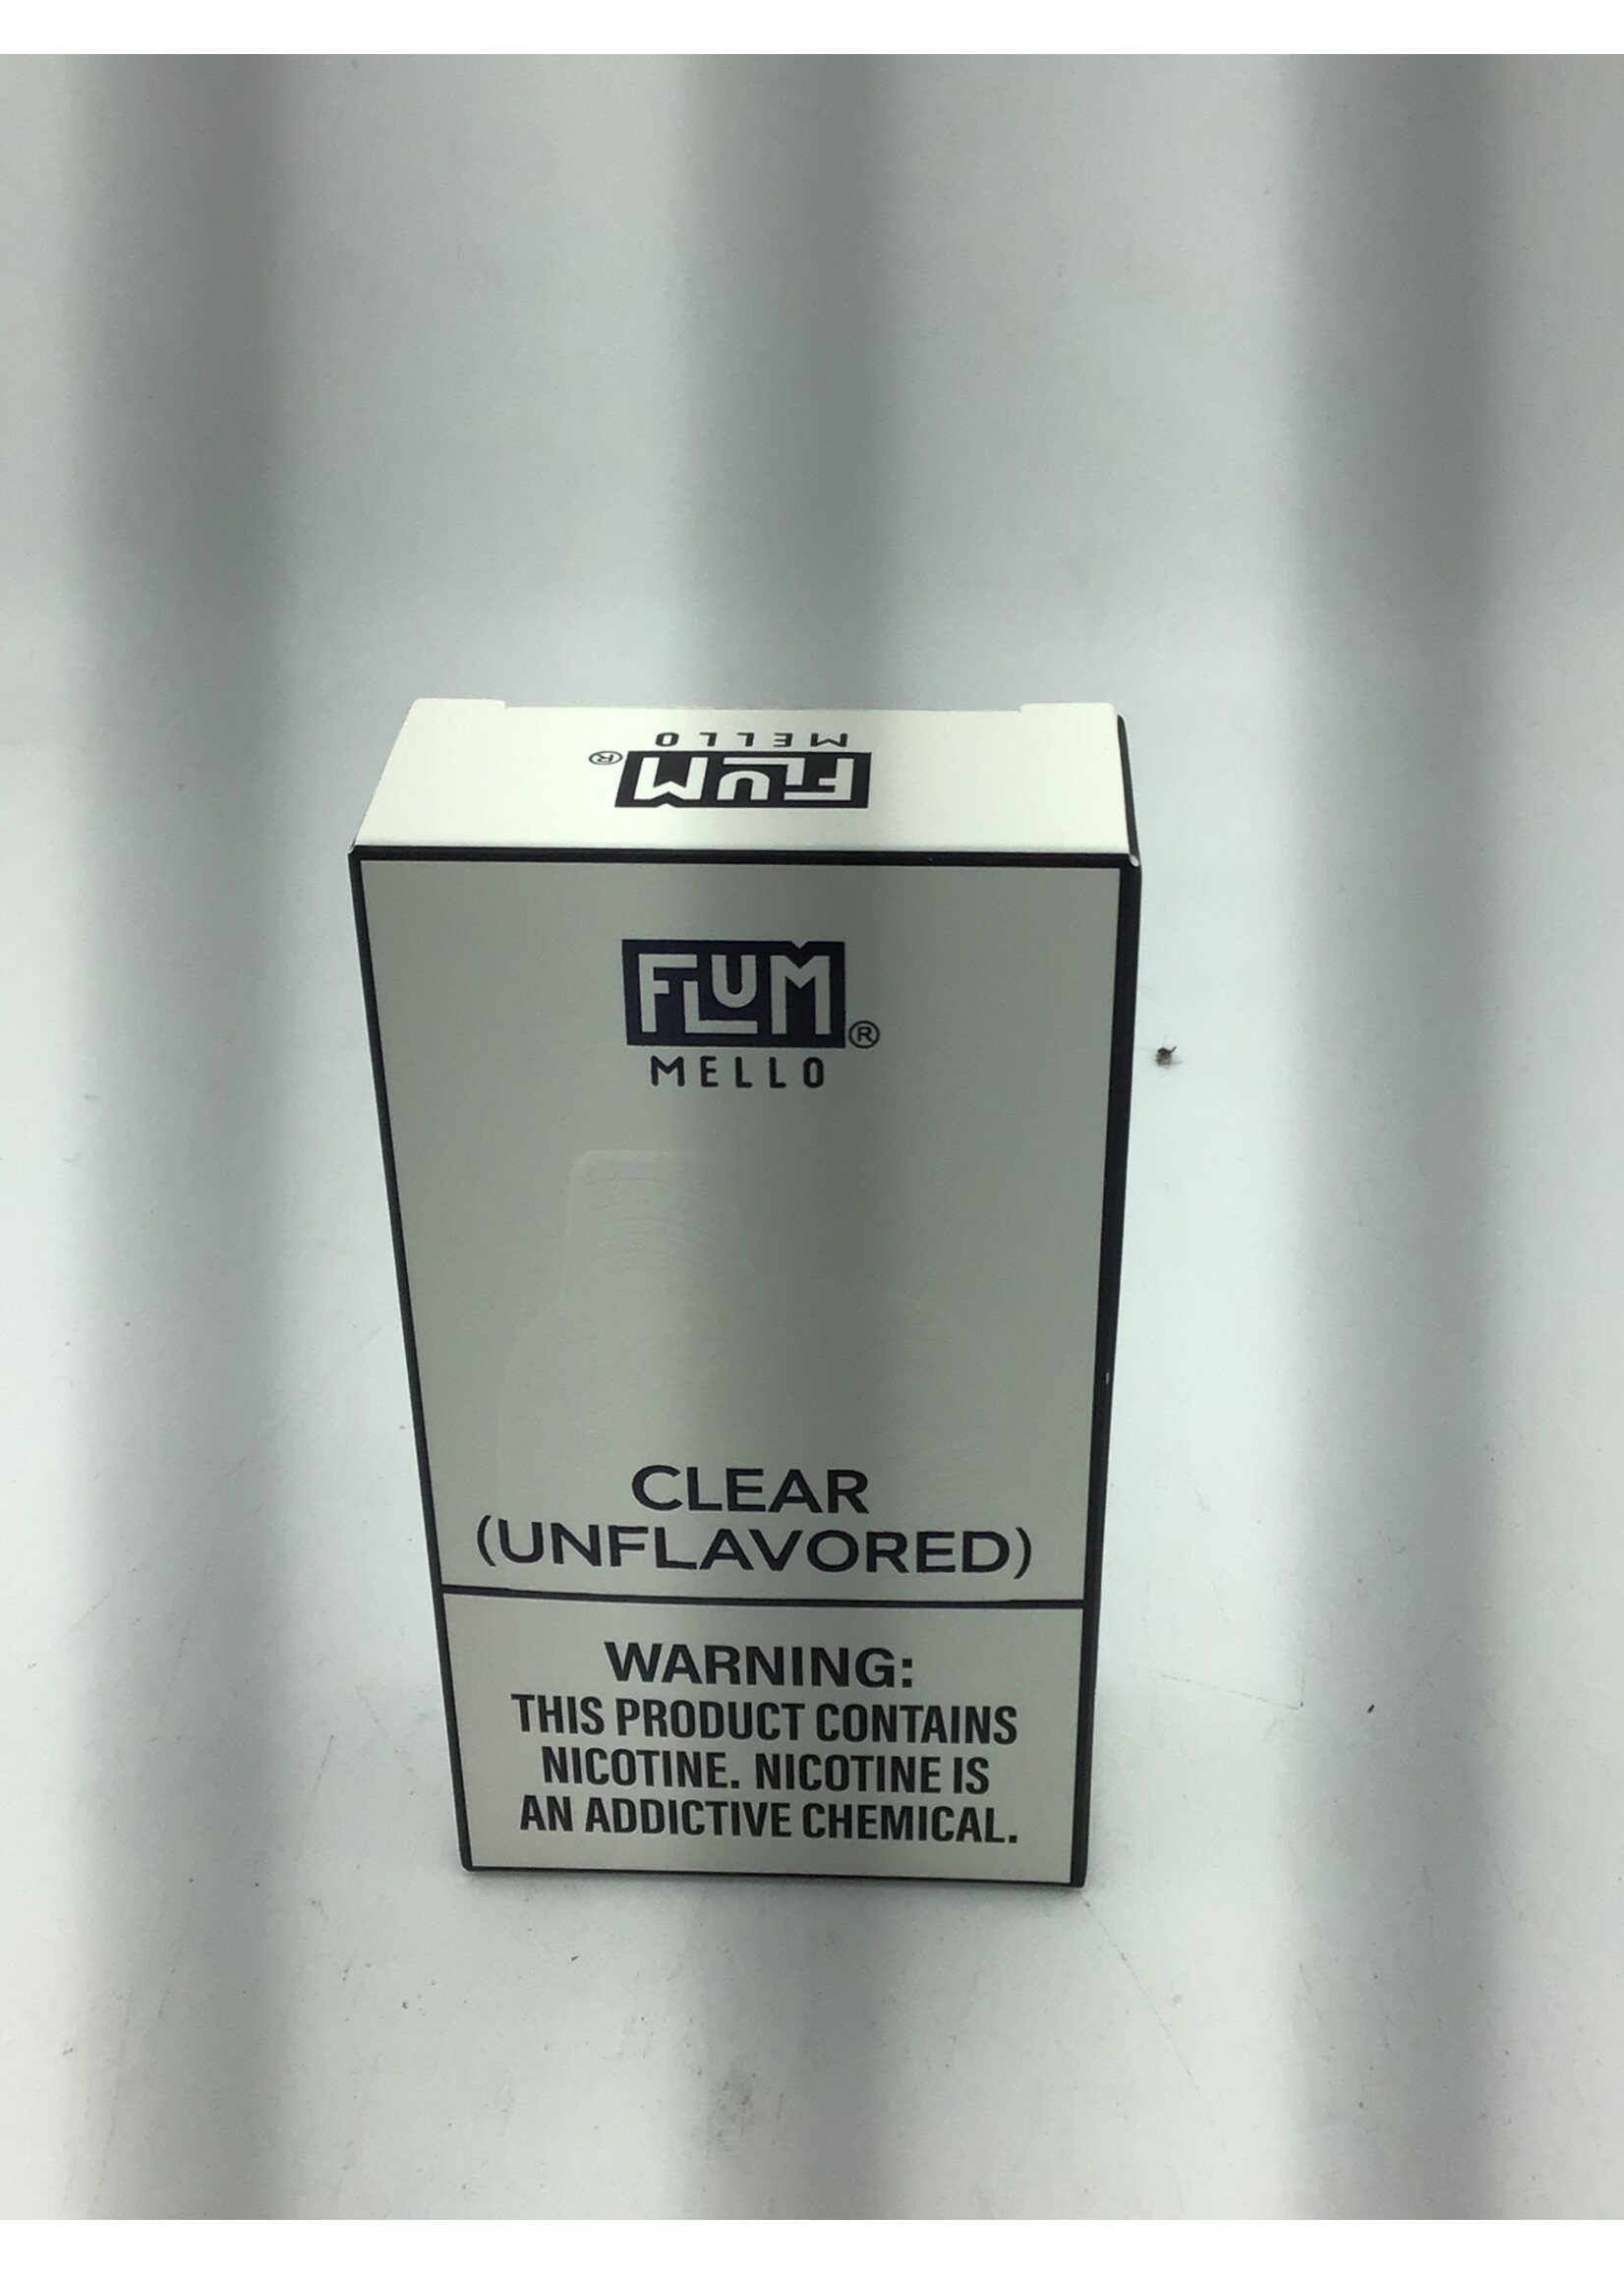 FLUM®
MELLO
FLUM®
MELLO
CLEAR
(UNFLAVORED)
WARNING:
THIS PRODUCT CONTAINS
NICOTINE. NICOTINE IS
AN ADDICTIVE CHEMICAL.